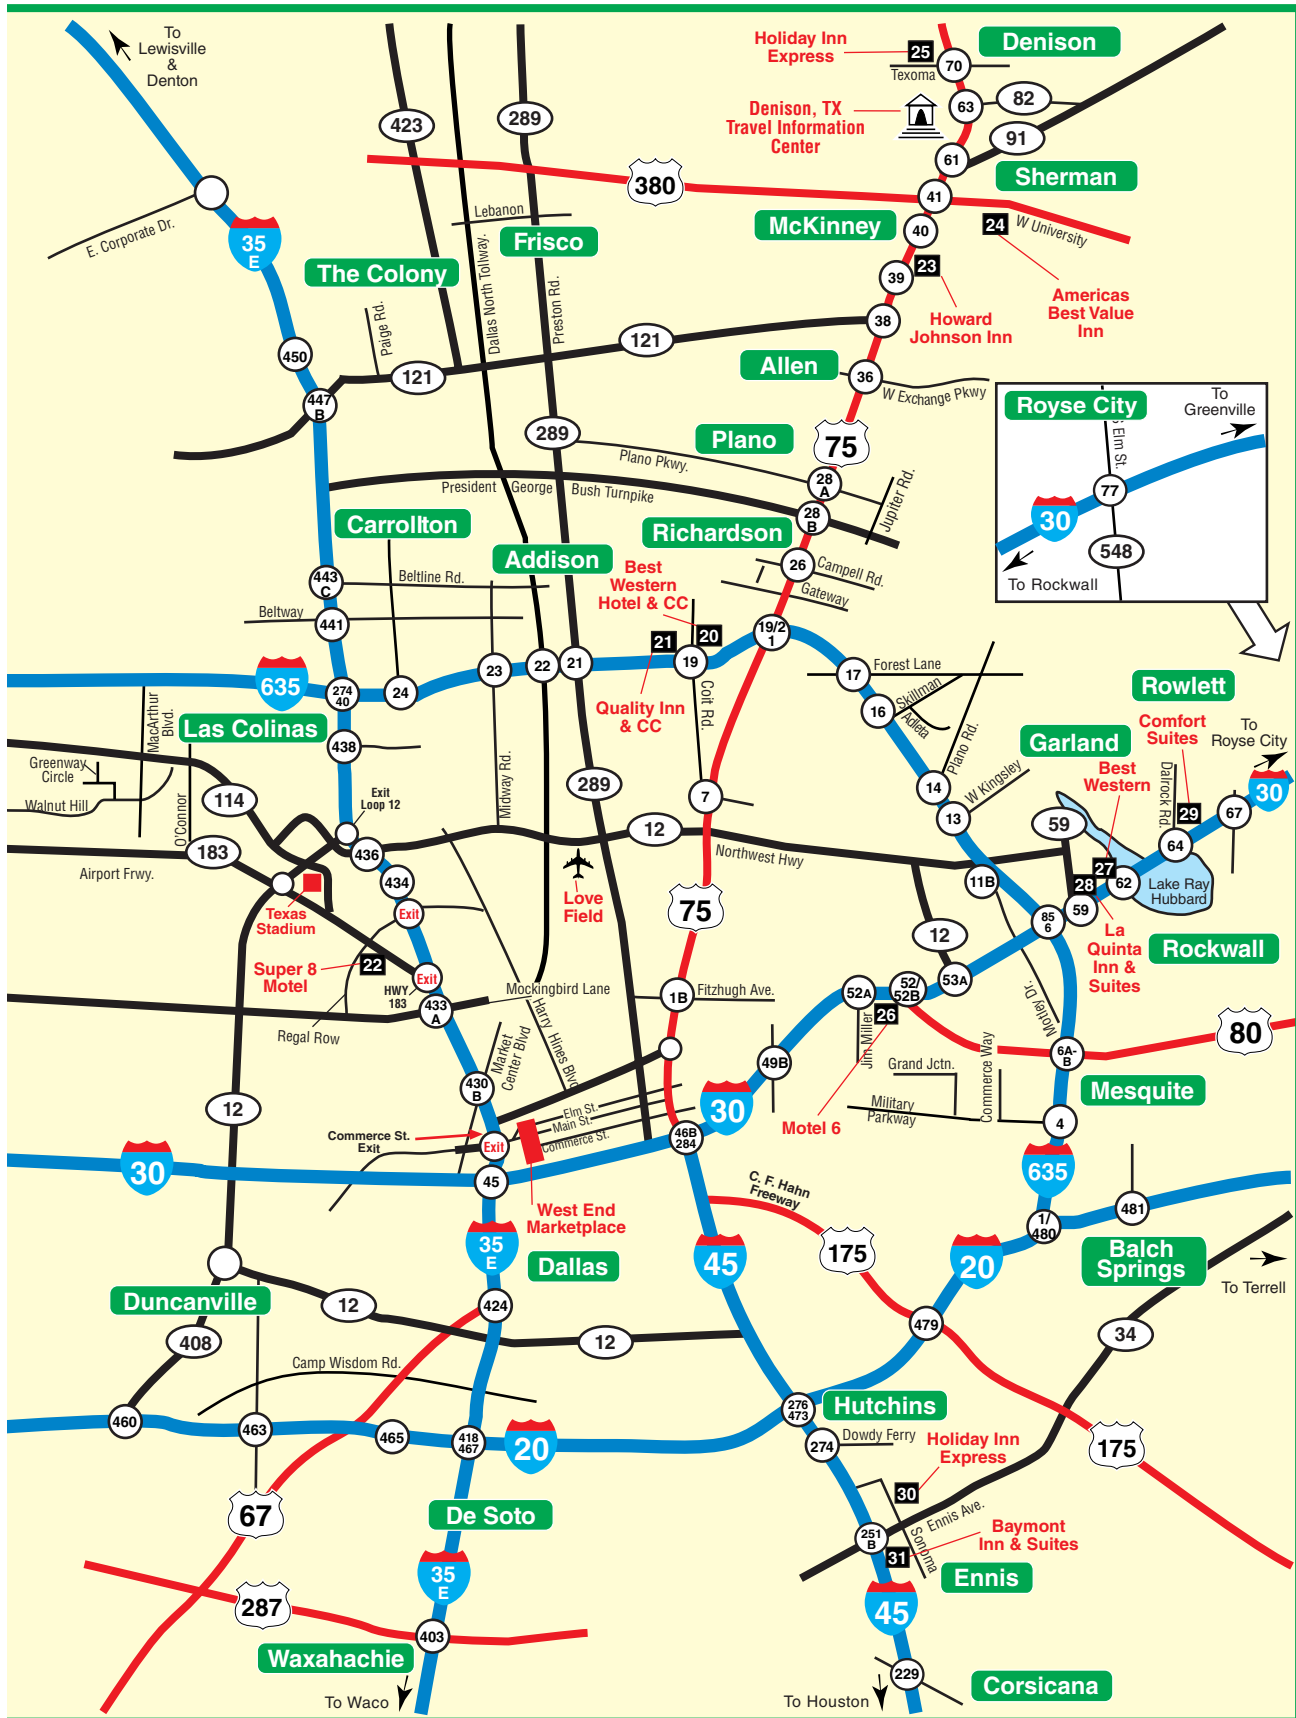 To
Lewisville
&
Denton
Holiday Inn
Express
25
Denison
70
Texoma
63
82
Denison, TX
Travel Information
Center
91
61
423
289
380
41
Sherman
McKinney
40
24
W University
E. Corporate Dr.
35
E
Lebanon
Frisco
The Colony
39
23
Americas
Best Value
Inn
Paige Rd.
Dallas North Tollway.
Preston Rd.
Howard
Johnson Inn
38
121
450
121
Allen
36
W Exchange Pkwy
447
B
Royse City
To
Greenville
S Elm St.
77
30
548
To Rockwall
289
Plano
75
Plano Pkwy.
28
A
President George Bush Turnpike
Jupiter Rd.
28
B
Carrollton
Richardson
Addison
Best
Western
Hotel & CC
26
Campell Rd.
Gateway
443
C
Beltline Rd.
Beltway
441
21
20
19/2
1
635
274
40
24
23
22
21
19
17
Forest Lane
Skillman
16
Adleta
Rowlett
MacArthur
Blvd.
Las Colinas
438
Quality Inn
& CC
Coit Rd.
Plano Rd.
Garland
Comfort
Suites
To
Royse City
Greenway
Circle
Walnut Hill
114
O'Connor
Exit
Loop 12
Midway Rd.
289
7
14
W Kingsley
Best
Western
Dalrock Rd.
29
30
67
13
59
12
183
Airport Frwy.
436
Northwest Hwy
64
434
Love
Field
11B
27
28
62
Lake Ray
Hubbard
Texas
Stadium
Exit
75
85
6
59
12
La
Quinta
Inn &
Suites
Rockwall
Super 8
Motel
22
Exit
HWY
183
Mockingbird Lane
1B
Fitzhugh Ave.
52A
52/
52B
53A
Motley Dr.
433
A
Regal Row
Harry Hines Blvd.
26
80
Market
Center Blvd
Jim Miller
Grand Jctn.
Commerce Way
6A-
B
49B
430
B
12
Elm St.
Main St.
Commerce St.
30
Military
Parkway
Mesquite
Motel 6
4
Commerce St.
Exit
Exit
46B
284
30
45
635
C. F. Hahn
Freeway
West End
Marketplace
481
1/
480
35
E
Dallas
45
175
20
Balch
Springs
To Terrell
Duncanville
12
424
408
12
479
34
Camp Wisdom Rd.
460
463
465
418
467
20
276
473
Hutchins
274
Dowdy Ferry
Holiday Inn
Express
175
30
67
De Soto
Ennis Ave.
251
B
Sonoma
Baymont
Inn & Suites
31
35
E
Ennis
287
45
403
Waxahachie
229
Corsicana
To Waco
To Houston